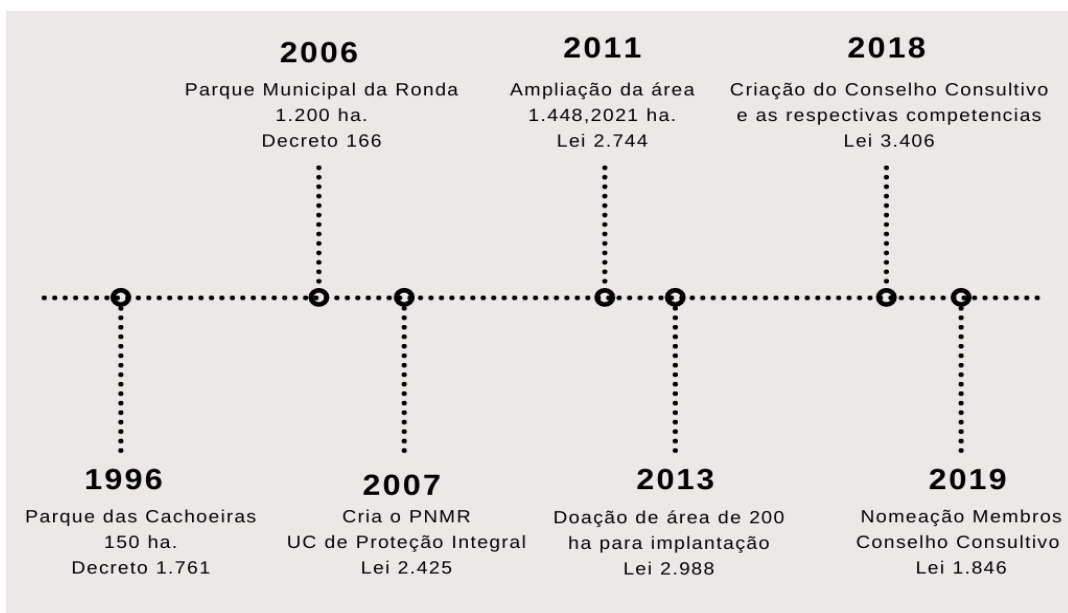 2006
Parque Municipal da Ronda
1.200 ha.
Decreto 166
2011
Ampliação da área
1.448,2021 ha.
Lei 2.744
2018
Criação do Conselho Consultivo
e as respectivas competencias
Lei 3.406
1996
Parque das Cachoeiras
150 ha.
Decreto 1.761
2007
Cria o PNMR
UC de Proteção Integral
Lei 2.425
2013
Doação de área de 200
ha para implantação
Lei 2.988
2019
Nomeação Membros
Conselho Consultivo
Lei 1.846